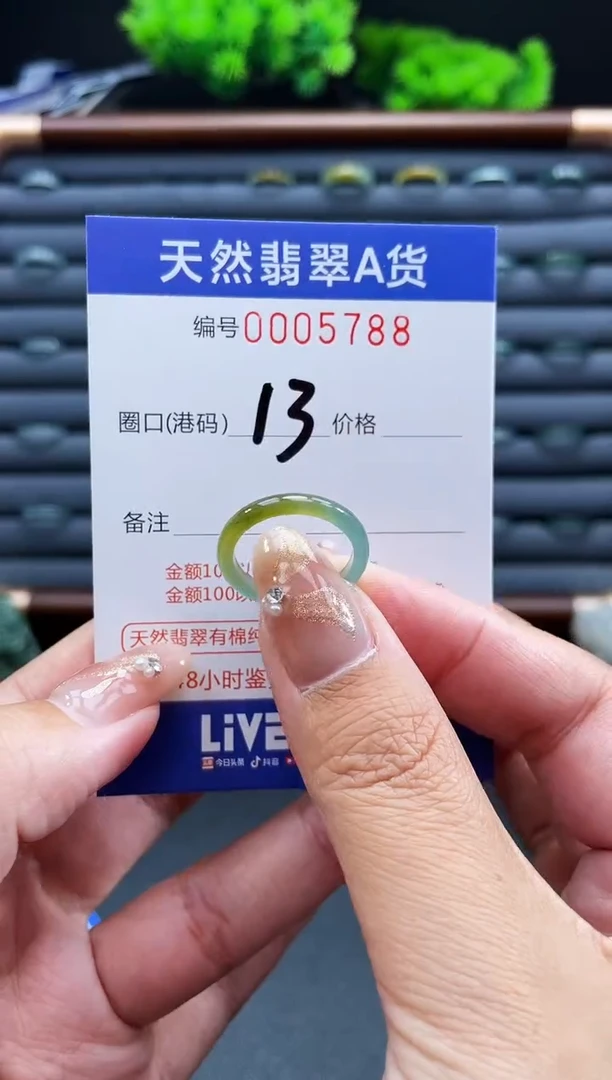 天然翡翠A货
编号0005788
圈口(港码) 13 价格
备注
金额10
金额100以
天然翡翠有棉纯
8小时鉴
LiVE
今日头条 抖音